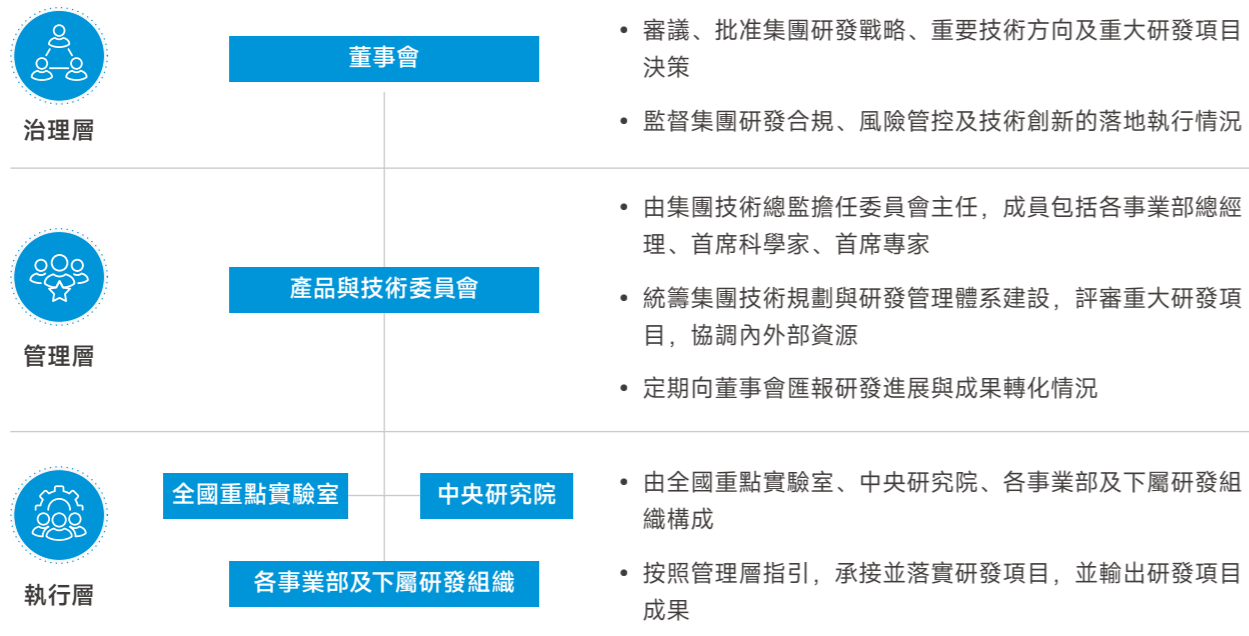 治理層
董事會
• 審議、批准集團研發戰略、重要技術方向及重大研發項目
決策
• 監督集團研發合規、風險管控及技術創新的落地執行情況
管理層
產品與技術委員會
• 由集團技術總監擔任委員會主任，成員包括各事業部總經
理、首席科學家、首席專家
• 統籌集團技術規劃與研發管理體系建設，評審重大研發項
目，協調內外部資源
• 定期向董事會匯報研發進展與成果轉化情況
執行層
全國重點實驗室
中央研究院
各事業部及下屬研發組織
• 由全國重點實驗室、中央研究院、各事業部及下屬研發組
織構成
• 按照管理層指引，承接並落實研發項目，並輸出研發項目
成果